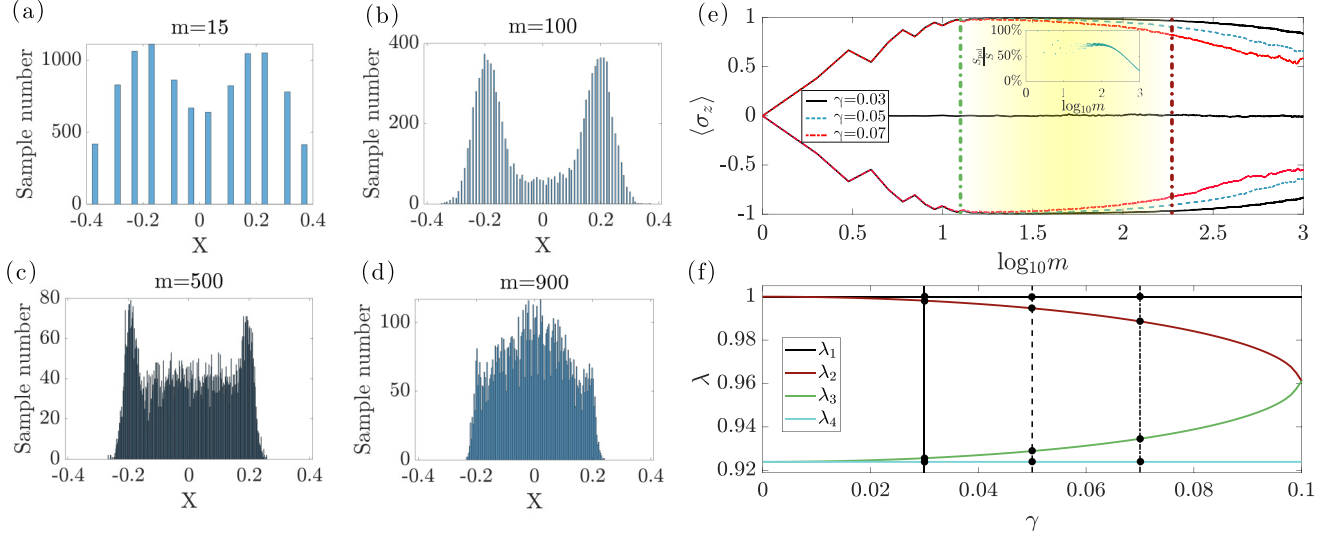 (a)
m=15
Sample number
1000
500
0
-0.4
-0.2
0
0.2
0.4
X
(b)
m=100
Sample number
400
300
200
100
0
-0.4
-0.2
0
0.2
0.4
X
(c)
m=500
Sample number
80
60
40
20
0
-0.4
-0.2
0
0.2
0.4
X
(d)
m=900
Sample number
100
50
0
-0.4
-0.2
0
0.2
0.4
X
(e)
⟨σz⟩
1
0.5
0
-0.5
-1
γ=0.03
γ=0.05
γ=0.07
100%
50%
0%
0
1
2
3
log₁₀m
0
0.5
1
1.5
2
2.5
3
log₁₀m
(f)
λ
1
0.98
0.96
0.94
0.92
λ₁
λ₂
λ₃
λ₄
0
0.02
0.04
0.06
0.08
0.1
γ